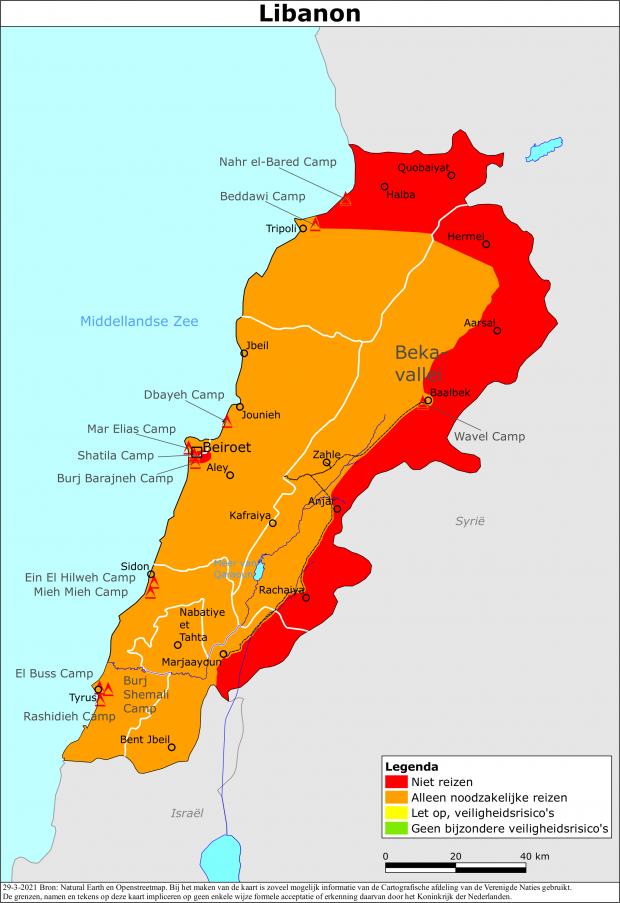 Libanon
Nahr el-Bared Camp
Quobaiyat
Halba
Beddawi Camp
Tripoli
Hermel
Middellandse Zee
Aarsal
Jbeil
Beka-
vallei
Dbayeh Camp
Baalbek
Jounieh
Mar Elias Camp
Wavel Camp
Beiroet
Shatila Camp
Zahle
Aley
Burj Barajneh Camp
Anjar
Kafraiya
Syrië
Sidon
Meer van
Ein El Hilweh Camp
Mieh Mieh Camp
Rachaiya
Nabatiye
et
Tahta
Marjaayoun
El Buss Camp
Burj
Shemali
Camp
Tyrus
Rashidieh Camp
Bent Jbeil
Israël
Legenda
Niet reizen
Alleen noodzakelijke reizen
Let op, veiligheidsrisico's
Geen bijzondere veiligheidsrisico's
0 20 40 km
29-3-2021 Bron: Natural Earth en Openstreetmap. Bij het maken van de kaart is zoveel mogelijk informatie van de Cartografische afdeling van de Verenigde Naties gebruikt.
De grenzen, namen en tekens op deze kaart impliceren op geen enkele wijze formele acceptatie of erkenning daarvan door het Koninkrijk der Nederlanden.